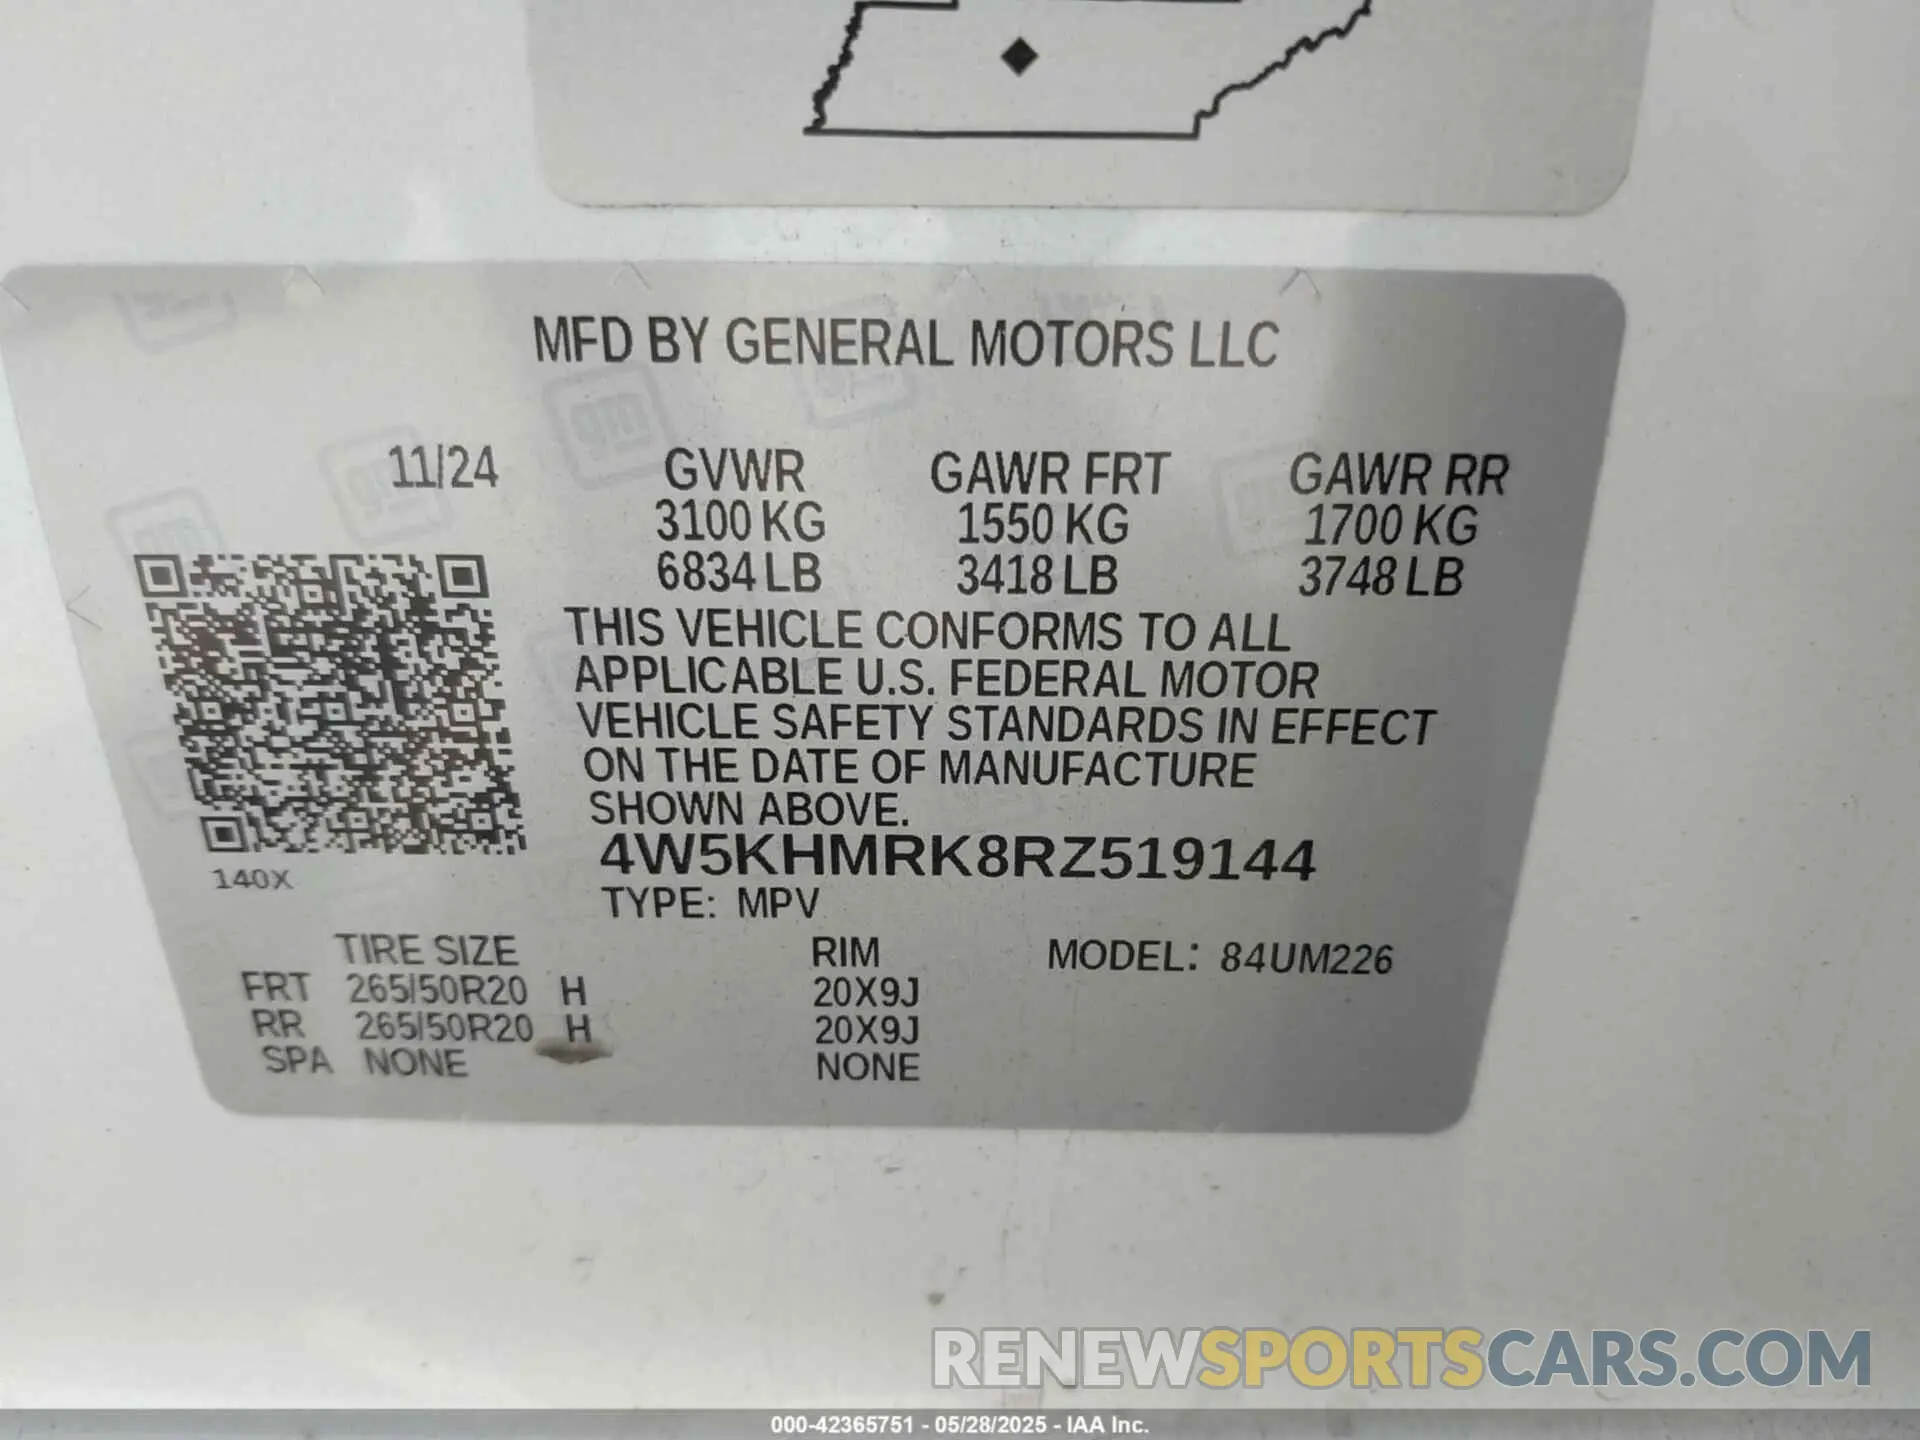 MFD BY GENERAL MOTORS LLC
11/24 GVWR GAWR FRT GAWR RR
3100 KG 1550 KG 1700 KG
6834 LB 3418 LB 3748 LB
THIS VEHICLE CONFORMS TO ALL
APPLICABLE U.S. FEDERAL MOTOR
VEHICLE SAFETY STANDARDS IN EFFECT
ON THE DATE OF MANUFACTURE
SHOWN ABOVE.
4W5KHMRK8RZ519144
140X
TYPE: MPV
TIRE SIZE RIM MODEL: 84UM226
FRT 265/50R20 H 20X9J
RR 265/50R20 H 20X9J
SPA NONE NONE
RENEWSPORTSCARS.COM
000-42365751 - 05/28/2025 - IAA Inc.